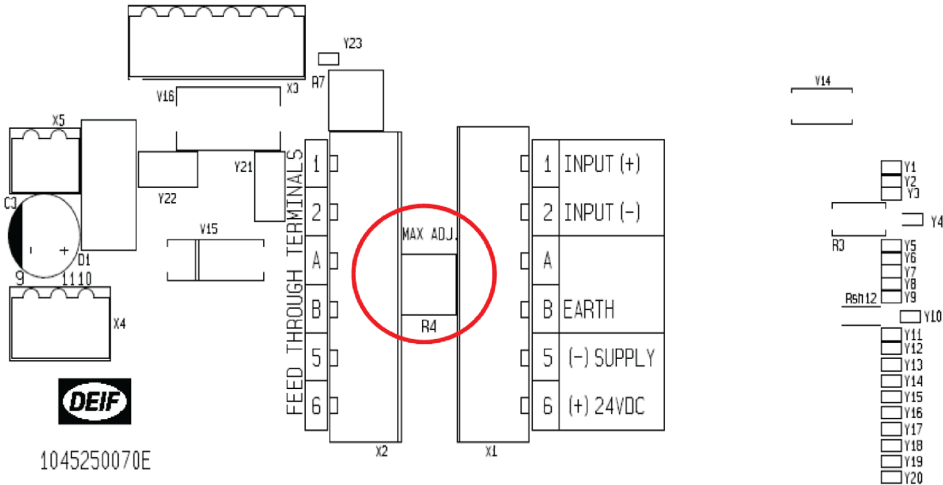 Y23
X3
R7
V16
V14
X5
1
1 INPUT (+)
Y1
Y2
Y3
Y21
Y22
C3
2
2 INPUT (-)
MAX ADJ.
Y4
V15
R3
- +
D1
A
A
Y5
Y6
Y7
Y8
Y9
9 11 10
FEED THROUGH TERMINALS
B
B EARTH
Rsh12
Y10
X4
R4
Y11
Y12
5
5 (-) SUPPLY
Y13
Y14
DEIF
6
6 (+) 24VDC
Y15
Y16
Y17
X2
X1
Y18
1045250070E
Y19
Y20